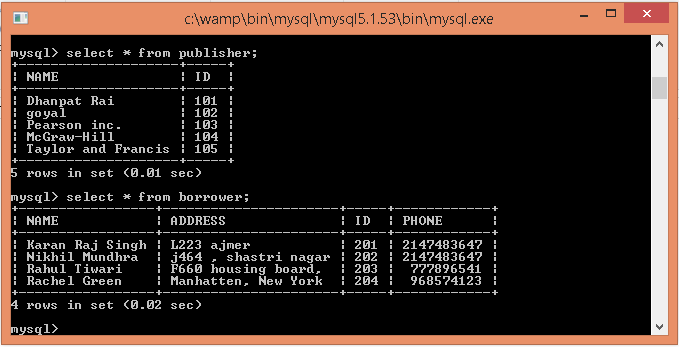 c:\wamp\bin\mysql\mysql5.1.53\bin\mysql.exe
mysql> select * from publisher;
NAME | ID
Dhanpat Rai | 101
goyal | 102
Pearson inc. | 103
McGraw-Hill | 104
Taylor and Francis | 105
5 rows in set (0.01 sec)
mysql> select * from borrower;
NAME | ADDRESS | ID | PHONE
Karan Raj Singh | L223 ajmer | 201 | 2147483647
Nikhil Mundhra | j464 , shastri nagar | 202 | 2147483647
Rahul Tiwari | F660 housing board, | 203 | 777896541
Rachel Green | Manhatten, New York | 204 | 968574123
4 rows in set (0.02 sec)
mysql>